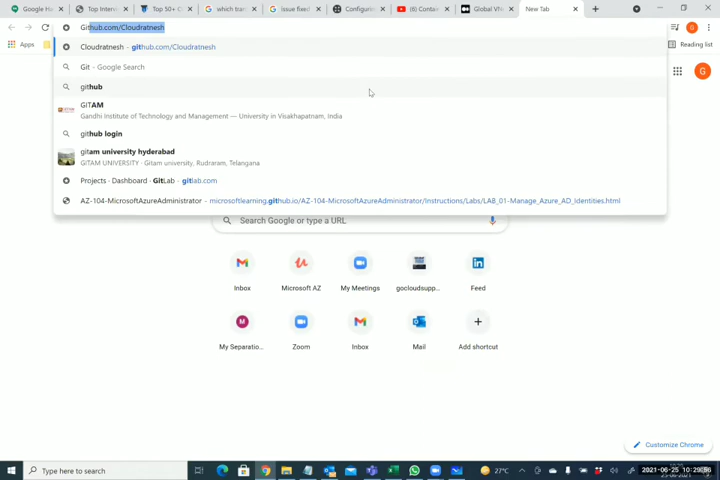 Google Ha
Top Interv
Top 50+ C
which tran
issue fixed
Configurin
(6) Contain
Global VN
New Tab
Github.com/Cloudratnesh
Apps
Reading list
Cloudratnesh - github.com/Cloudratnesh
Git - Google Search
github
GITAM
Gandhi Institute of Technology and Management — University in Visakhapatnam, India
github login
gitam university hyderabad
GITAM UNIVERSITY · Gitam university, Rudraram, Telangana
Projects · Dashboard · GitLab - gitlab.com
AZ-104-MicrosoftAzureAdministrator - microsoftlearning.github.io/AZ-104-MicrosoftAzureAdministrator/Instructions/Labs/LAB_01-Manage_Azure_AD_Identities.html
Search Google or type a URL
Inbox
Microsoft AZ
My Meetings
gocloudsupp...
Feed
My Separatio...
Zoom
Inbox
Mail
Add shortcut
Customize Chrome
Type here to search
27°C
2021-06-25 10:29:56